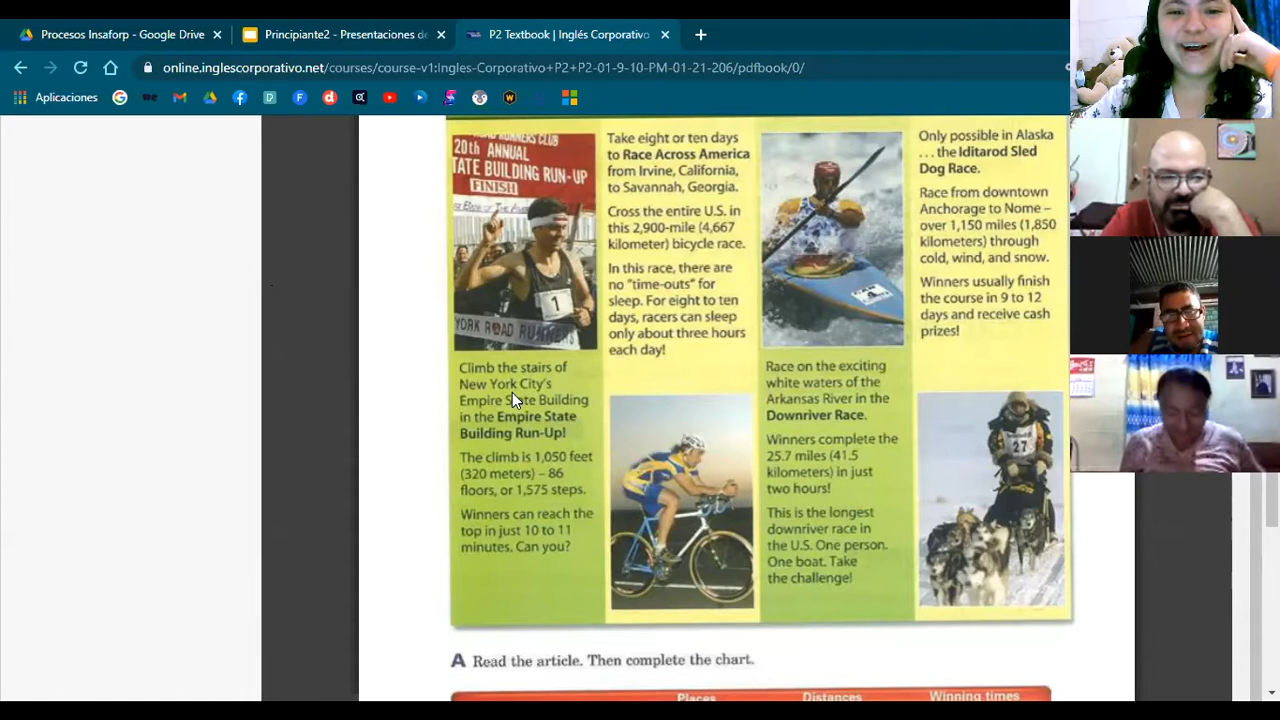 Procesos Insaforp - Google Drive
Principiante2 - Presentaciones de
P2 Textbook | Inglés Corporativo
online.inglescorporativo.net/courses/course-v1:Ingles-Corporativo+P2+P2-01-9-10-PM-01-21-206/pdfbook/0/
Aplicaciones
20th ANNUAL
TATE BUILDING RUN-UP
FINISH
1
YORK ROAD RUNNERS
Climb the stairs of
New York City's
Empire State Building
in the Empire State
Building Run-Up!
The climb is 1,050 feet
(320 meters) – 86
floors, or 1,575 steps.
Winners can reach the
top in just 10 to 11
minutes. Can you?
Take eight or ten days
to Race Across America
from Irvine, California,
to Savannah, Georgia.
Cross the entire U.S. in
this 2,900-mile (4,667
kilometer) bicycle race.
In this race, there are
no "time-outs" for
sleep. For eight to ten
days, racers can sleep
only about three hours
each day!
Race on the exciting
white waters of the
Arkansas River in the
Downriver Race.
Winners complete the
25.7 miles (41.5
kilometers) in just
two hours!
This is the longest
downriver race in
the U.S. One person.
One boat. Take
the challenge!
Only possible in Alaska
. . . the Iditarod Sled
Dog Race.
Race from downtown
Anchorage to Nome –
over 1,150 miles (1,850
kilometers) through
cold, wind, and snow.
Winners usually finish
the course in 9 to 12
days and receive cash
prizes!
27
A Read the article. Then complete the chart.
Places Distances Winning times